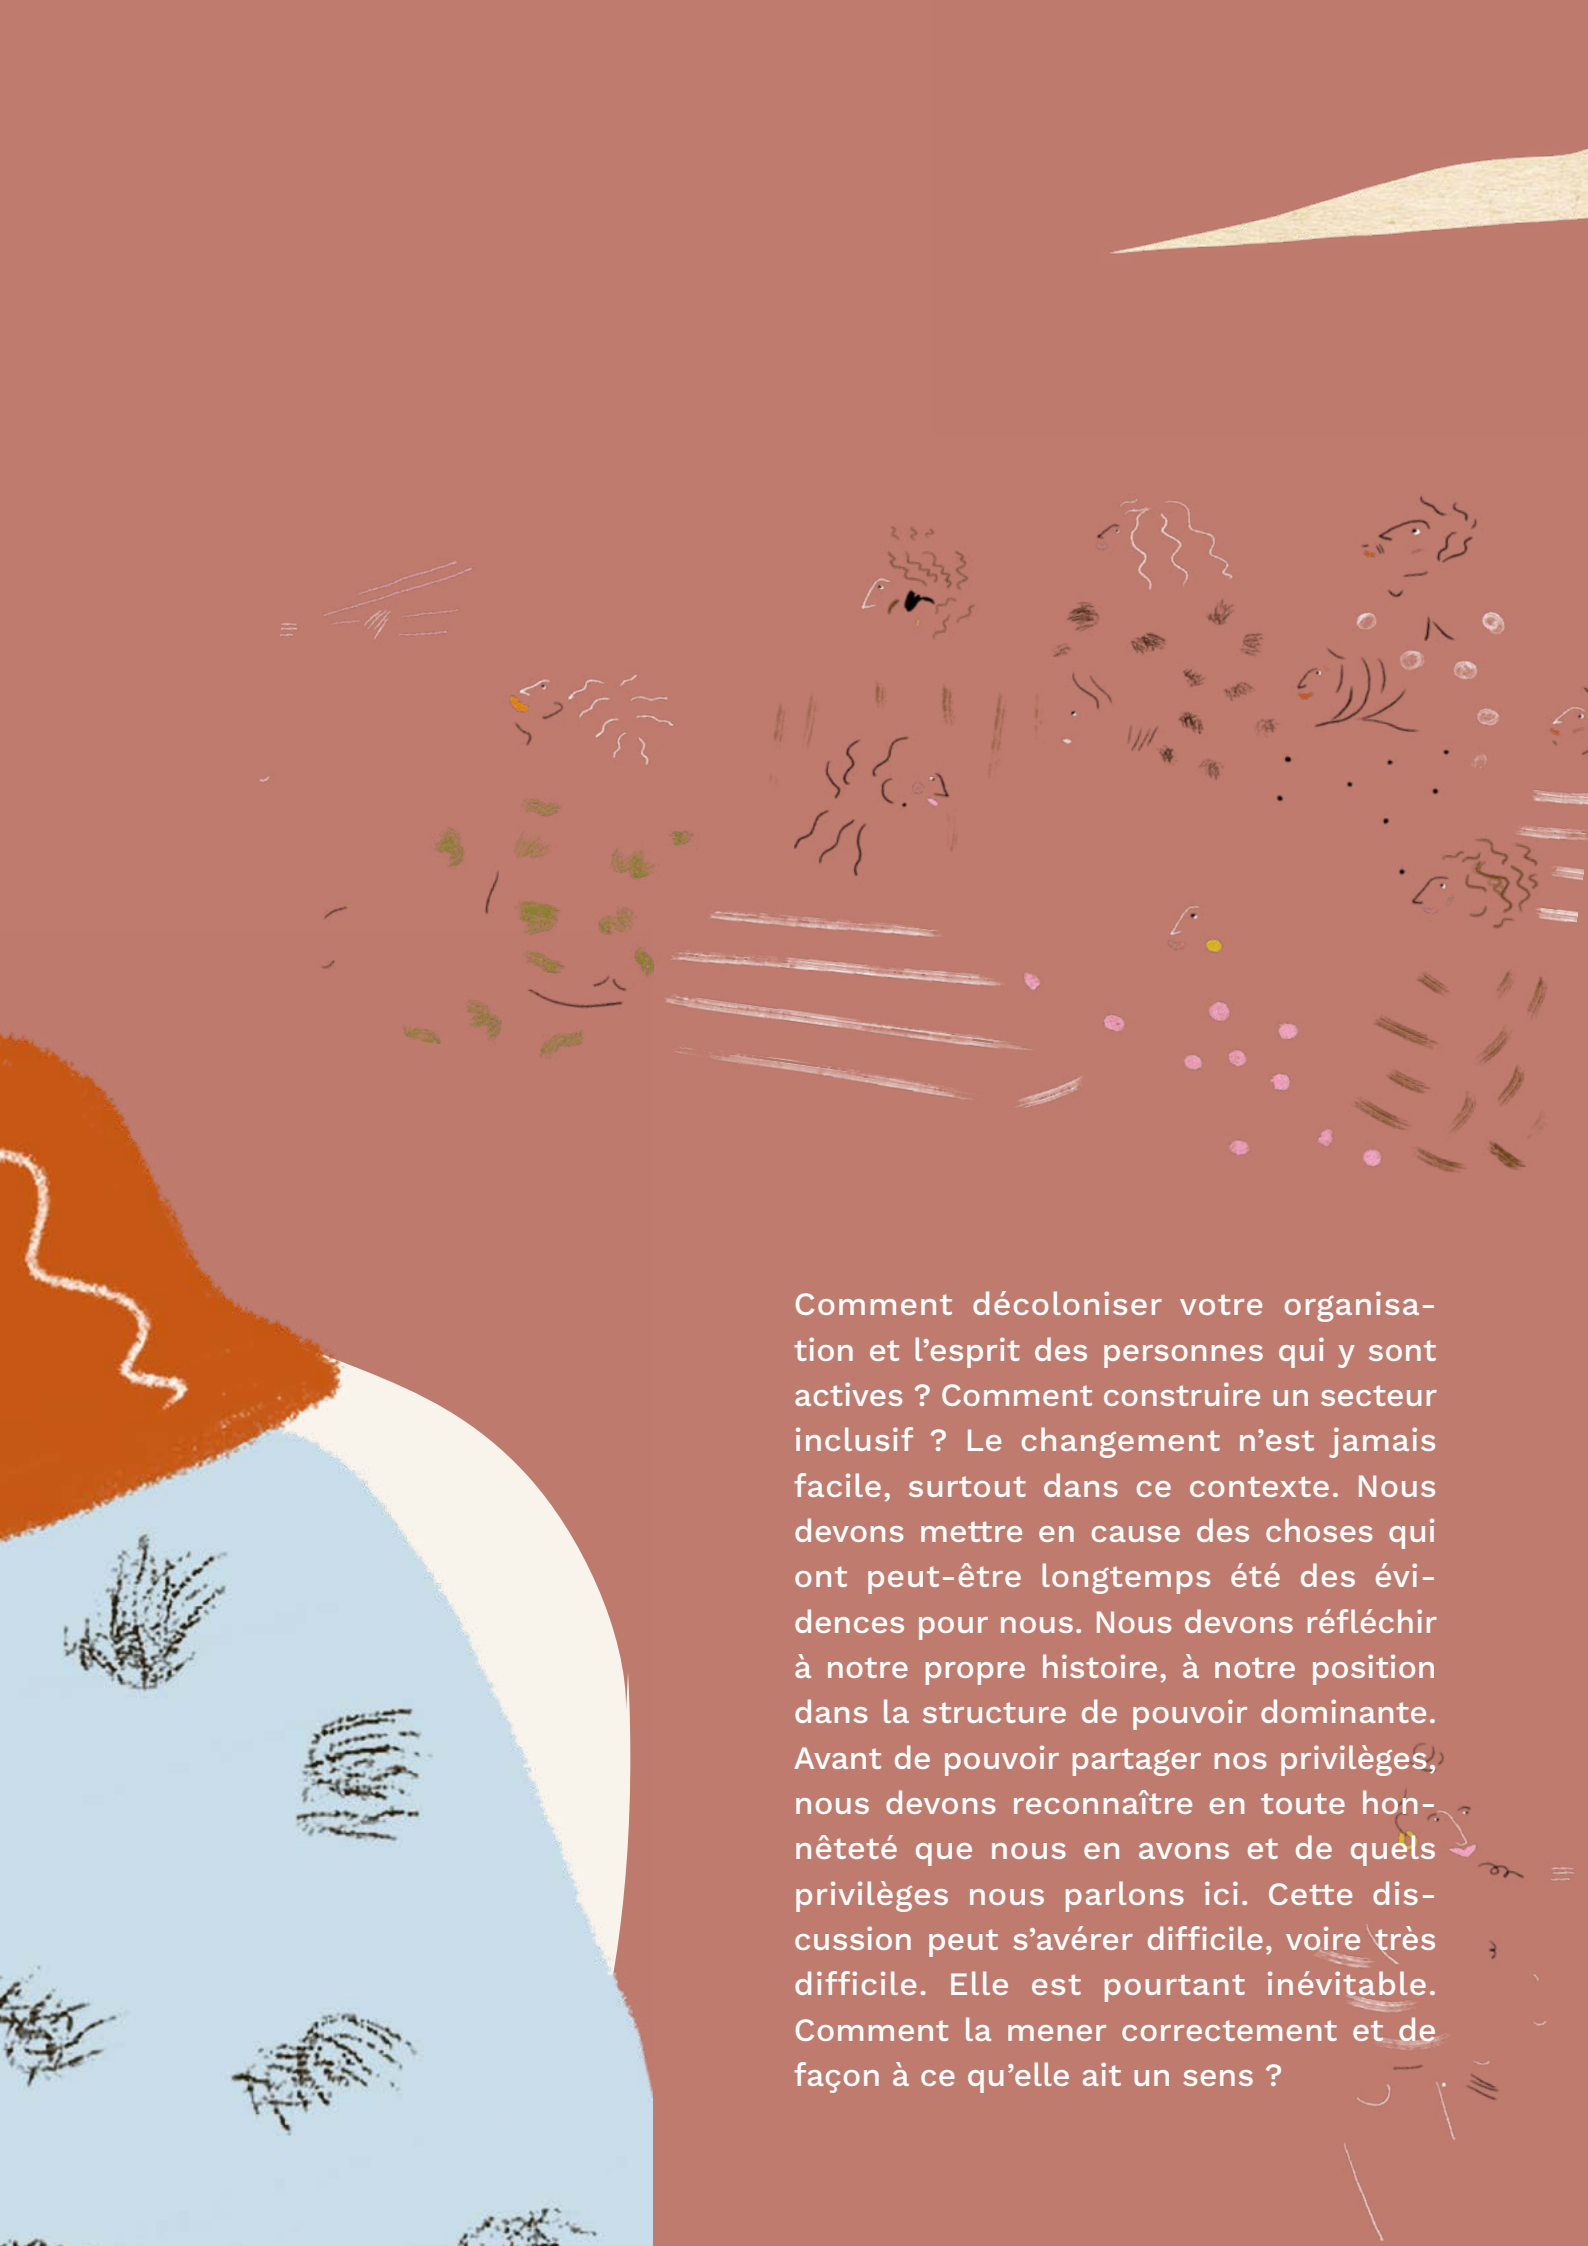 Comment décoloniser votre organisa-
tion et l’esprit des personnes qui y sont
actives ? Comment construire un secteur
inclusif ? Le changement n’est jamais
facile, surtout dans ce contexte. Nous
devons mettre en cause des choses qui
ont peut-être longtemps été des évi-
dences pour nous. Nous devons réfléchir
à notre propre histoire, à notre position
dans la structure de pouvoir dominante.
Avant de pouvoir partager nos privilèges,
nous devons reconnaître en toute hon-
nêteté que nous en avons et de quels
privilèges nous parlons ici. Cette dis-
cussion peut s’avérer difficile, voire très
difficile. Elle est pourtant inévitable.
Comment la mener correctement et de
façon à ce qu’elle ait un sens ?